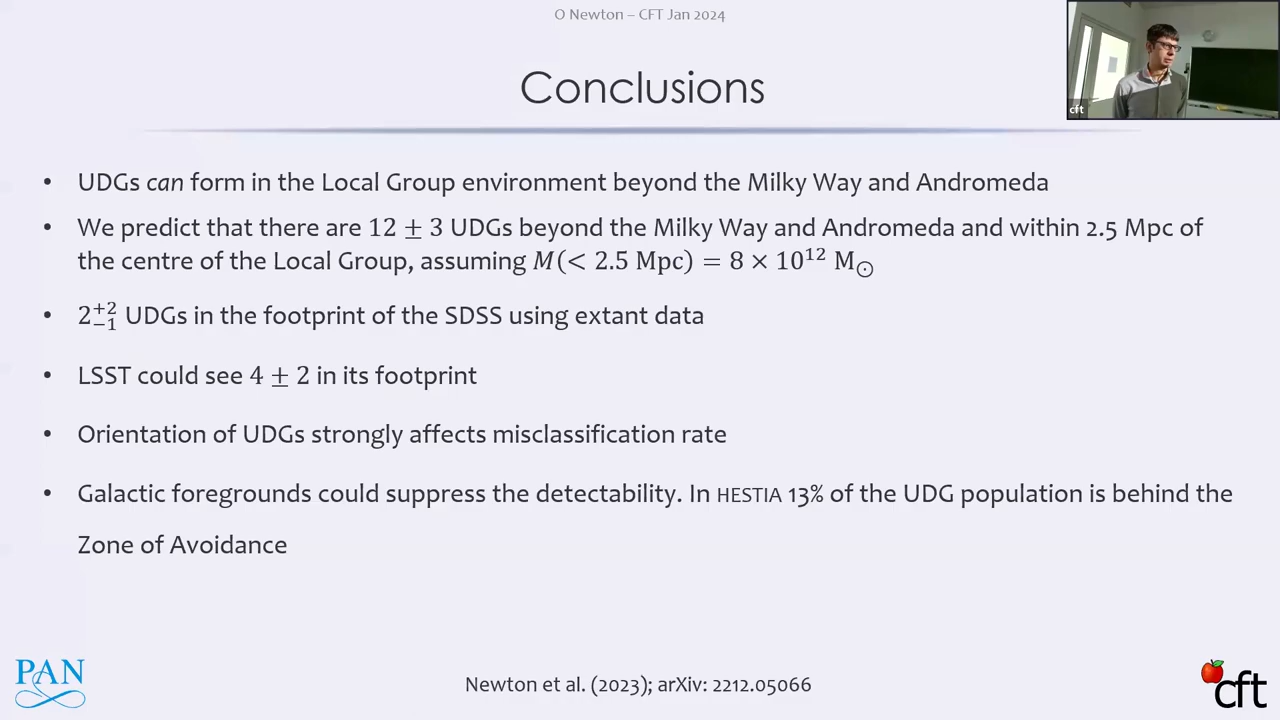 O Newton – CFT Jan 2024
cft
Conclusions
• UDGs can form in the Local Group environment beyond the Milky Way and Andromeda
• We predict that there are 12 ± 3 UDGs beyond the Milky Way and Andromeda and within 2.5 Mpc of
the centre of the Local Group, assuming M(< 2.5 Mpc) = 8 × 10¹² M☉
• 2⁺²₋₁ UDGs in the footprint of the SDSS using extant data
• LSST could see 4 ± 2 in its footprint
• Orientation of UDGs strongly affects misclassification rate
• Galactic foregrounds could suppress the detectability. In HESTIA 13% of the UDG population is behind the
Zone of Avoidance
PAN
Newton et al. (2023); arXiv: 2212.05066
cft